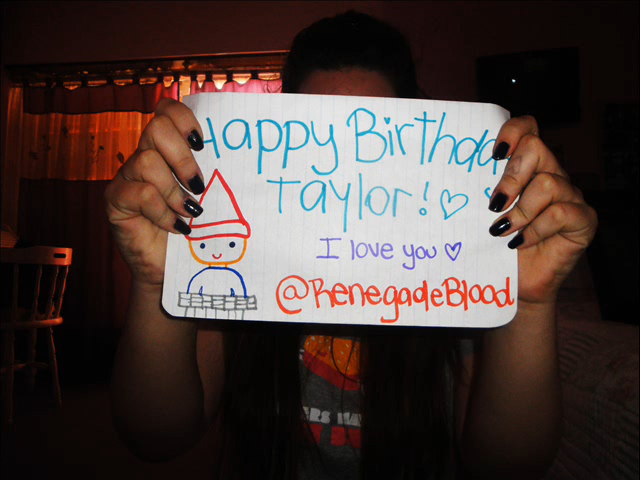 Happy Birthday
Taylor! ♡ ♡
I love you ♡
@RenegadeBlood